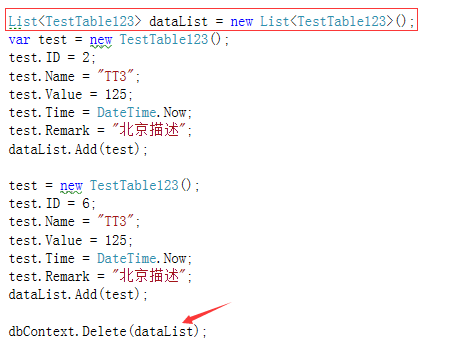 List<TestTable123> dataList = new List<TestTable123>();
var test = new TestTable123();
test.ID = 2;
test.Name = "TT3";
test.Value = 125;
test.Time = DateTime.Now;
test.Remark = "北京描述";
dataList.Add(test);
test = new TestTable123();
test.ID = 6;
test.Name = "TT3";
test.Value = 125;
test.Time = DateTime.Now;
test.Remark = "北京描述";
dataList.Add(test);
dbContext.Delete(dataList);